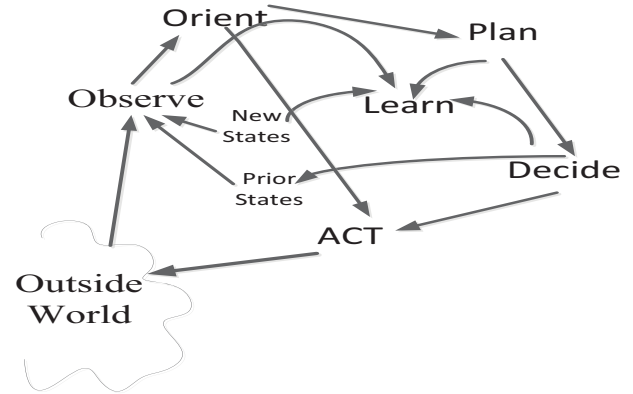 Orient
Plan
Observe
Learn
New
States
Decide
Prior
States
ACT
Outside
World